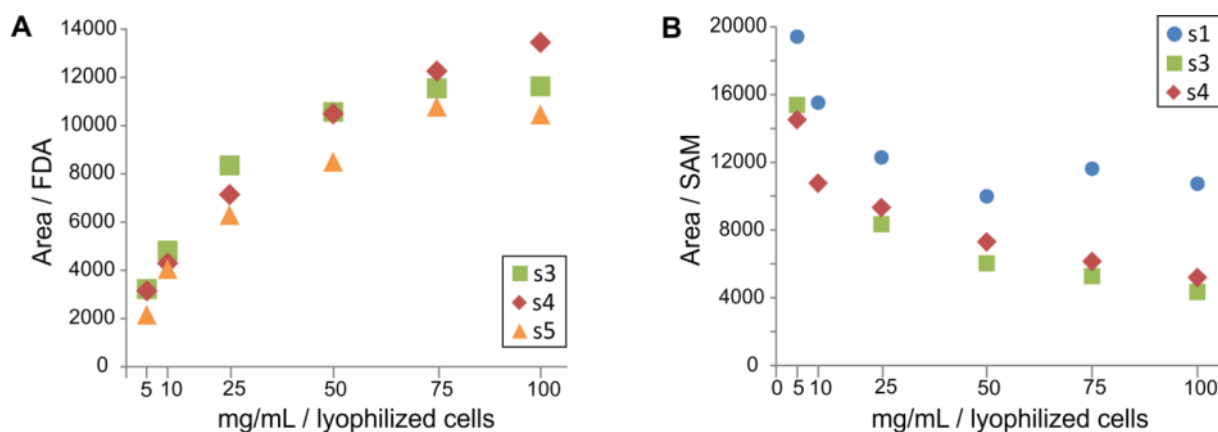 A
Area / FDA
14000
12000
10000
8000
6000
4000
2000
0
5 10 25 50 75 100
mg/mL / lyophilized cells
s3
s4
s5
B
Area / SAM
20000
16000
12000
8000
4000
0
0 5 10 25 50 75 100
mg/mL / lyophilized cells
s1
s3
s4